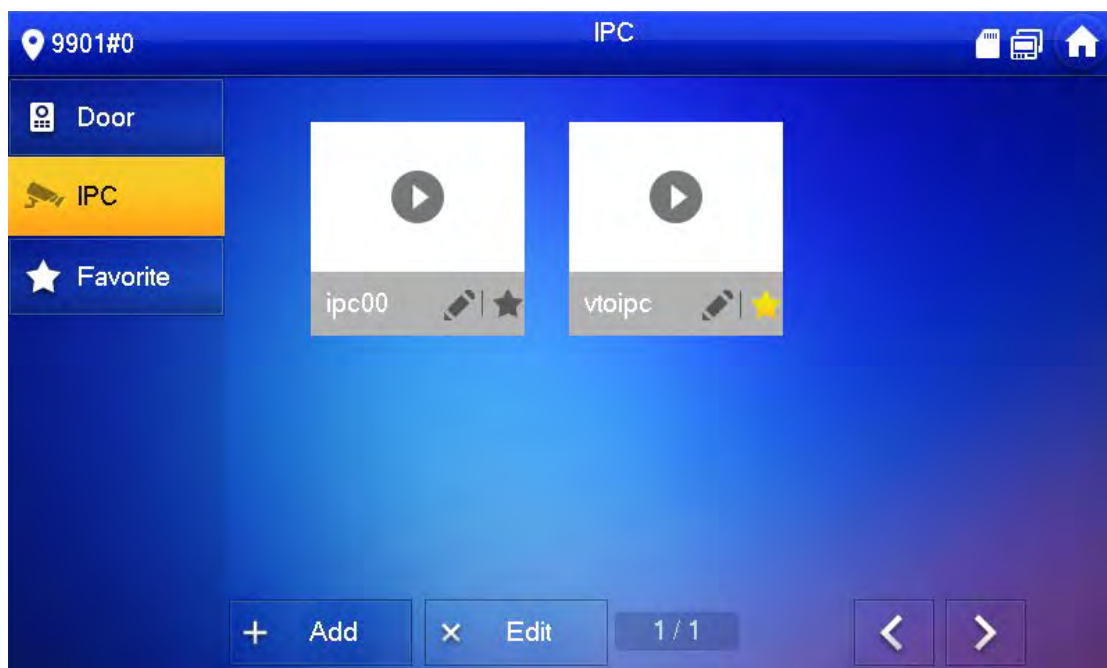 9901#0
IPC
Door
IPC
Favorite
ipc00
vtoipc
+ Add
× Edit
1/1